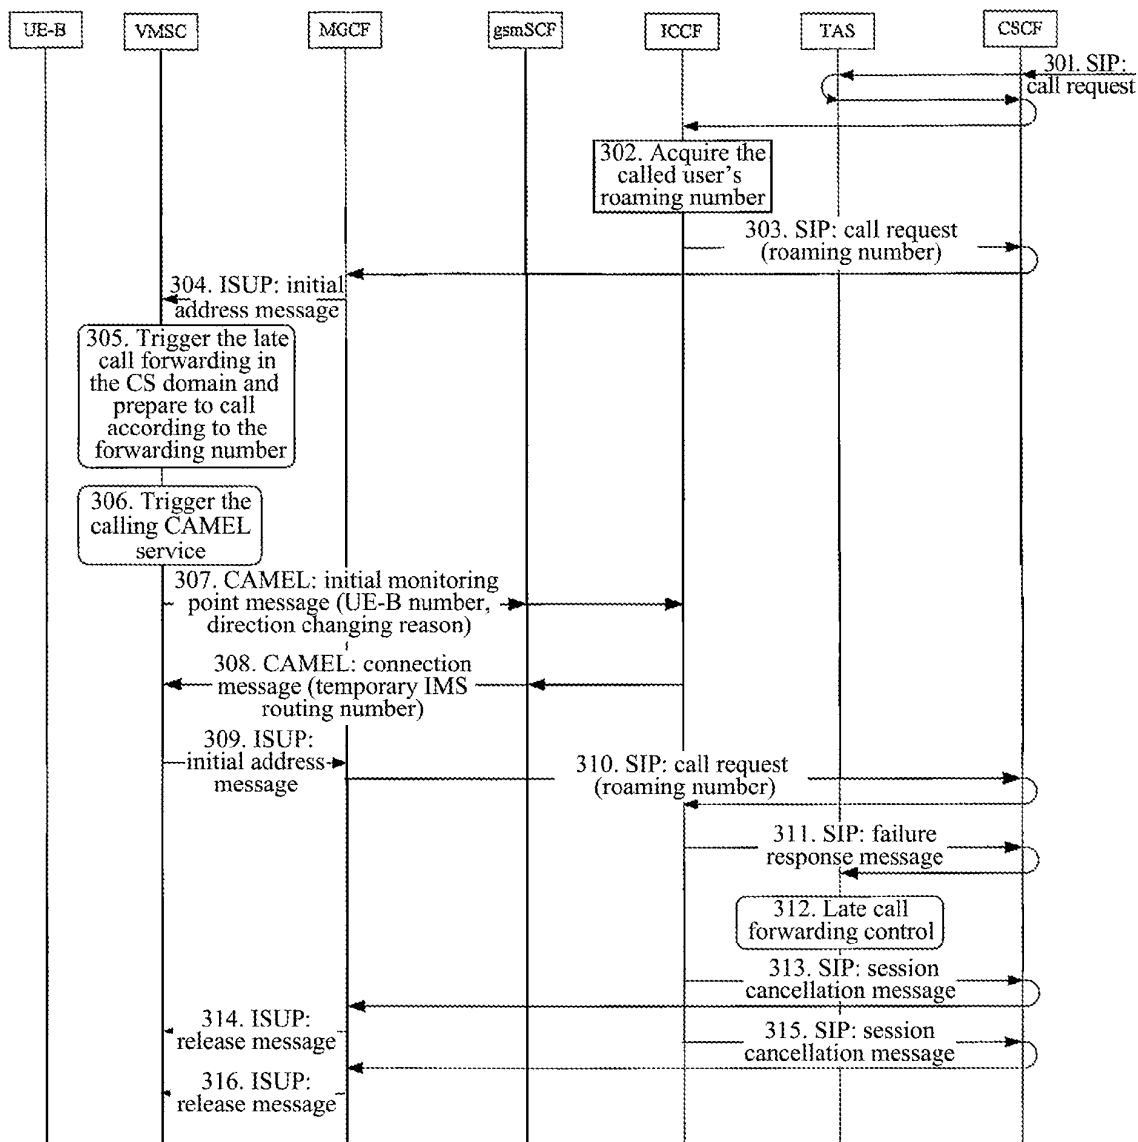 UE-B
VMSC
MGCF
gsmSCF
ICCF
TAS
CSCF
301. SIP:
call request
302. Acquire the
called user's
roaming number
303. SIP: call request
(roaming number)
304. ISUP: initial
address message
305. Trigger the late
call forwarding in
the CS domain and
prepare to call
according to the
forwarding number
306. Trigger the
calling CAMEL
service
307. CAMEL: initial monitoring
point message (UE-B number,
direction changing reason)
308. CAMEL: connection
message (temporary IMS
routing number)
309. ISUP:
initial address
message
310. SIP: call request
(roaming number)
311. SIP: failure
response message
312. Late call
forwarding control
313. SIP: session
cancellation message
314. ISUP:
release message
315. SIP: session
cancellation message
316. ISUP:
release message